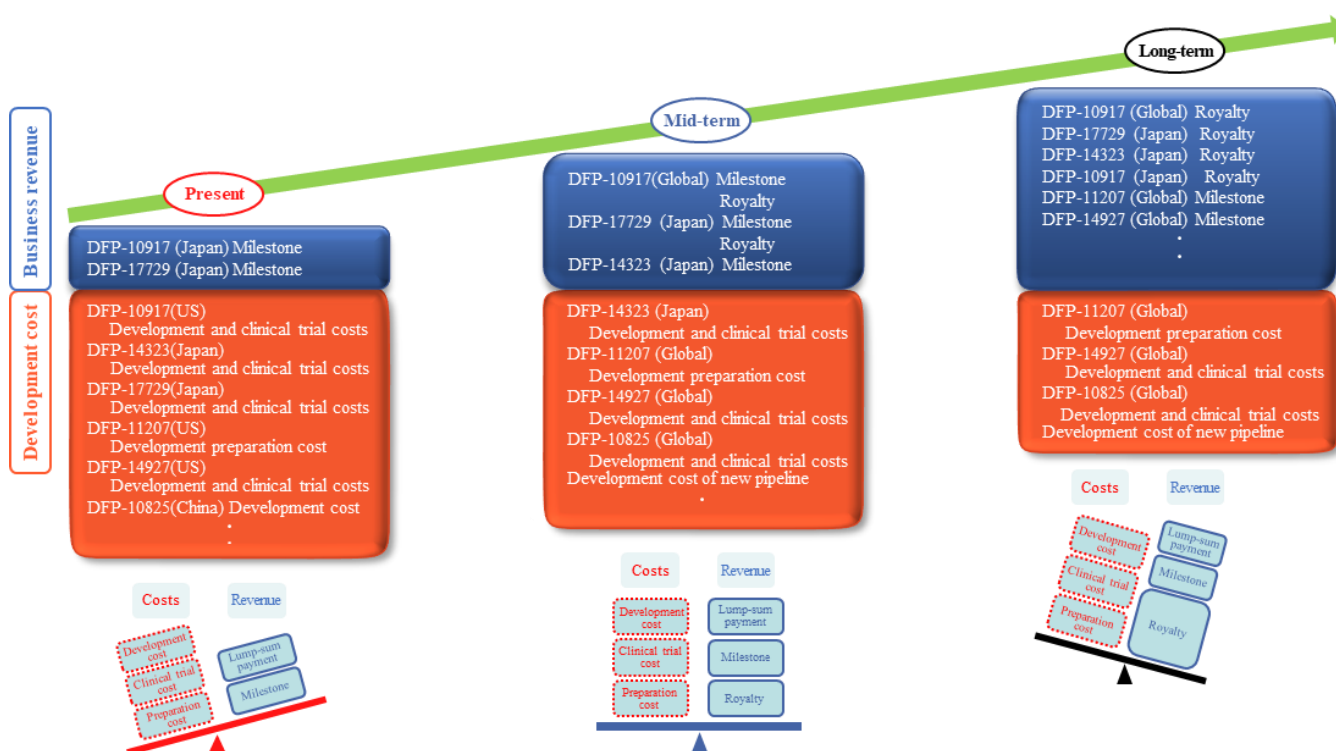 Long-term
Mid-term
Present
Business revenue
Development cost
DFP-10917 (Japan) Milestone
DFP-17729 (Japan) Milestone
DFP-10917(US)
Development and clinical trial costs
DFP-14323(Japan)
Development and clinical trial costs
DFP-17729(Japan)
Development and clinical trial costs
DFP-11207(US)
Development preparation cost
DFP-14927(US)
Development and clinical trial costs
DFP-10825(China) Development cost
.
.
Costs
Revenue
Development
cost
Clinical trial
cost
Preparation
cost
Lump-sum
payment
Milestone
DFP-10917(Global) Milestone
Royalty
DFP-17729 (Japan) Milestone
Royalty
DFP-14323 (Japan) Milestone
DFP-14323 (Japan)
Development and clinical trial costs
DFP-11207 (Global)
Development preparation cost
DFP-14927 (Global)
Development and clinical trial costs
DFP-10825 (Global)
Development and clinical trial costs
Development cost of new pipeline
.
Costs
Revenue
Development
cost
Clinical trial
cost
Preparation
cost
Lump-sum
payment
Milestone
Royalty
DFP-10917 (Global) Royalty
DFP-17729 (Japan) Royalty
DFP-14323 (Japan) Royalty
DFP-10917 (Japan) Royalty
DFP-11207 (Global) Milestone
DFP-14927 (Global) Milestone
.
.
DFP-11207 (Global)
Development preparation cost
DFP-14927 (Global)
Development and clinical trial costs
DFP-10825 (Global)
Development and clinical trial costs
Development cost of new pipeline
Costs
Revenue
Development
cost
Clinical trial
cost
Preparation
cost
Lump-sum
payment
Milestone
Royalty